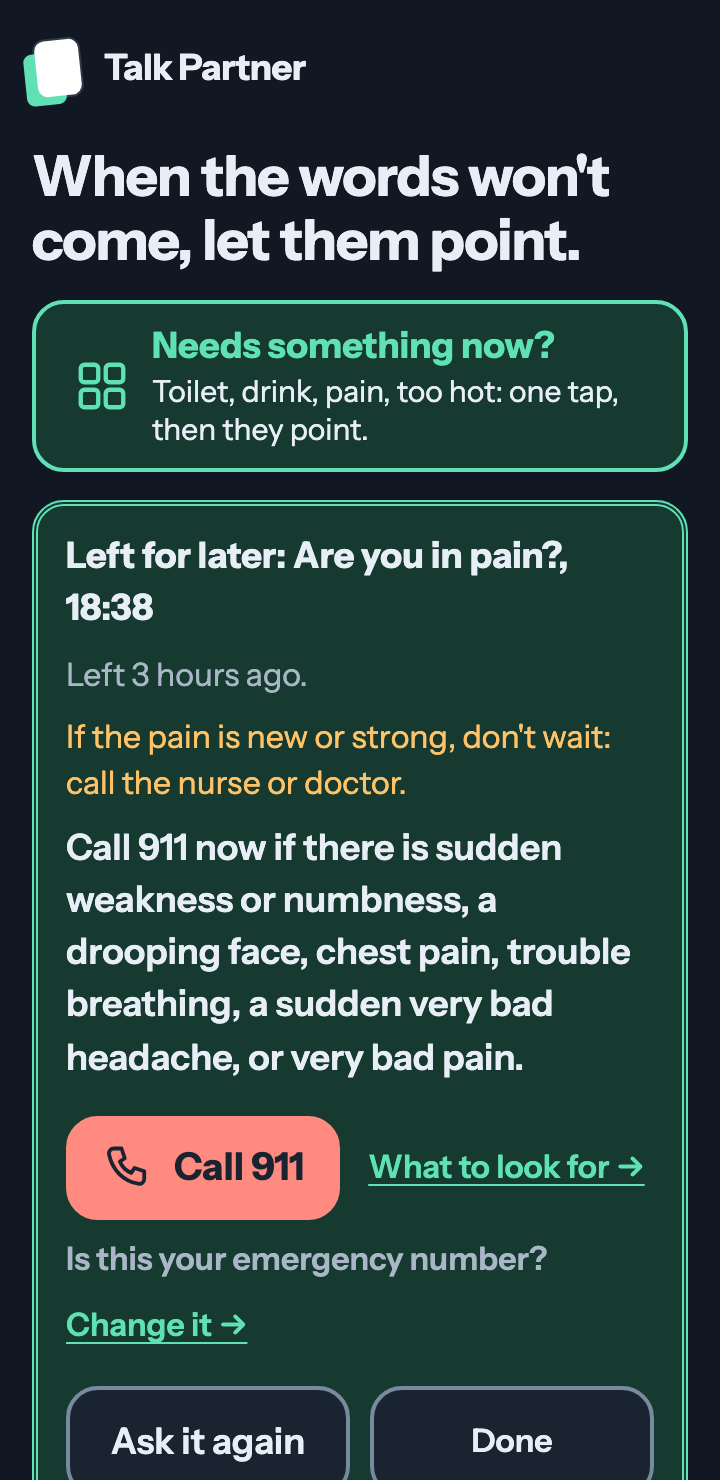 Talk Partner
When the words won't
come, let them point.
Needs something now?
Toilet, drink, pain, too hot: one tap,
then they point.
Left for later: Are you in pain?,
18:38
Left 3 hours ago.
If the pain is new or strong, don't wait:
call the nurse or doctor.
Call 911 now if there is sudden
weakness or numbness, a
drooping face, chest pain, trouble
breathing, a sudden very bad
headache, or very bad pain.
Call 911
What to look for →
Is this your emergency number?
Change it →
Ask it again
Done